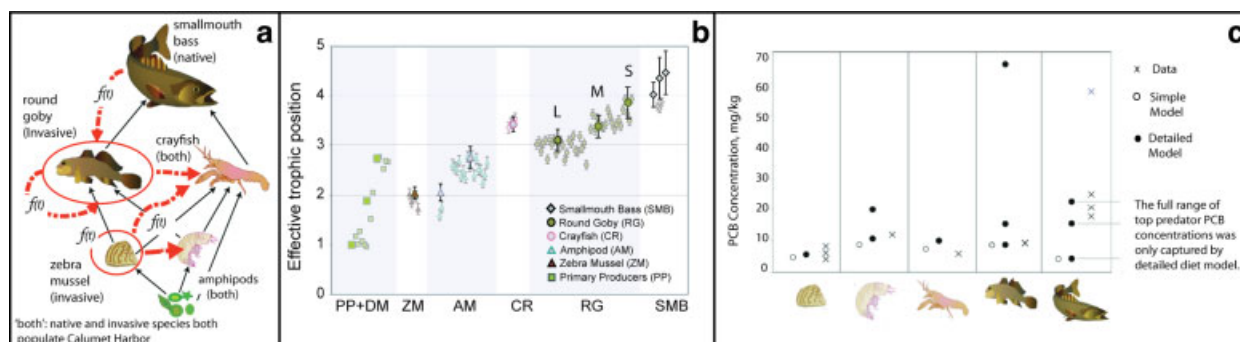 a
smallmouth
bass
(native)
f(t)
round
goby
(Invasive)
crayfish
(both)
f(t)
f(t)
f(t)
zebra
mussel
(invasive)
amphipods
(both)
'both': native and invasive species both
populate Calumet Harbor
b
Effective trophic position
5
4
3
2
1
0
L
M
S
Smallmouth Bass (SMB)
Round Goby (RG)
Crayfish (CR)
Amphipod (AM)
Zebra Mussel (ZM)
Primary Producers (PP)
PP+DM
ZM
AM
CR
RG
SMB
c
PCB Concentration, mg/kg
70
60
50
40
30
20
10
0
x Data
o Simple
Model
• Detailed
Model
The full range of
top predator PCB
concentrations was
only captured by
detailed diet model.